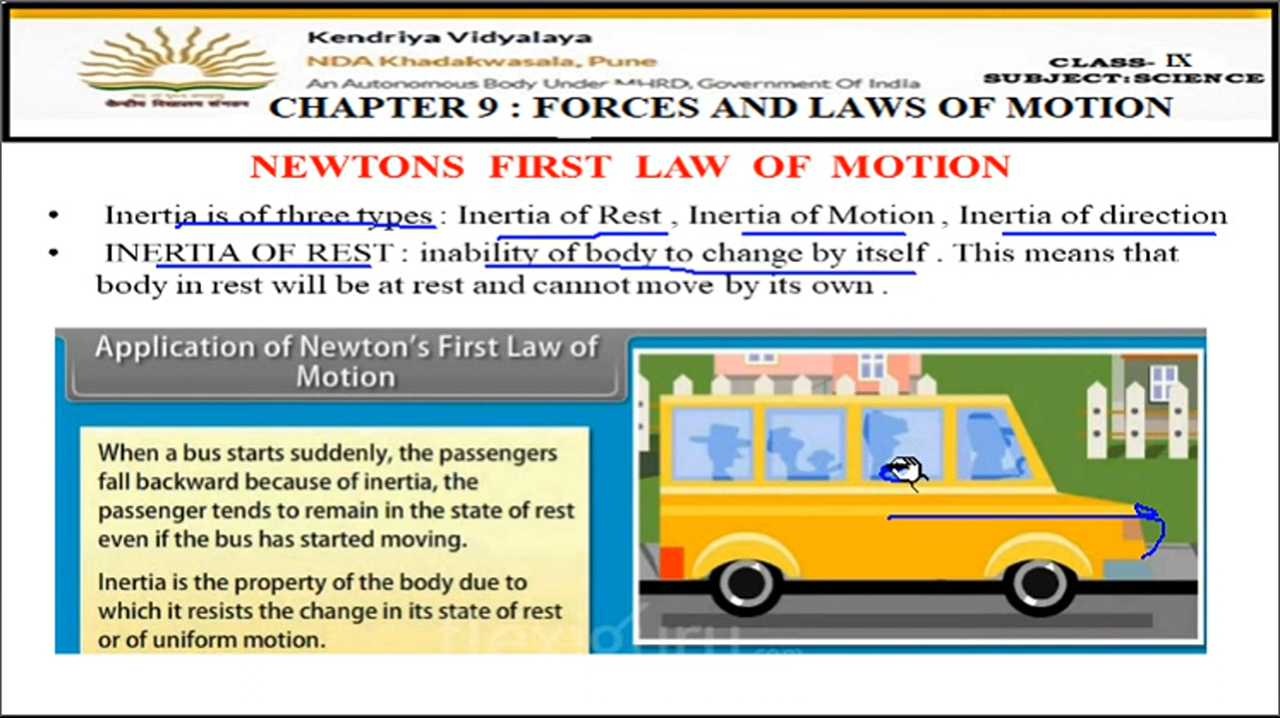 Kendriya Vidyalaya
NDA Khadakwasala, Pune
An Autonomous Body Under MHRD, Government Of India
केन्द्रीय विद्यालय संगठन
CLASS- IX
SUBJECT:SCIENCE
CHAPTER 9 : FORCES AND LAWS OF MOTION
NEWTONS FIRST LAW OF MOTION
• Inertia is of three types : Inertia of Rest , Inertia of Motion , Inertia of direction
• INERTIA OF REST : inability of body to change by itself . This means that
body in rest will be at rest and cannot move by its own .
Application of Newton's First Law of
Motion
When a bus starts suddenly, the passengers
fall backward because of inertia, the
passenger tends to remain in the state of rest
even if the bus has started moving.
Inertia is the property of the body due to
which it resists the change in its state of rest
or of uniform motion.